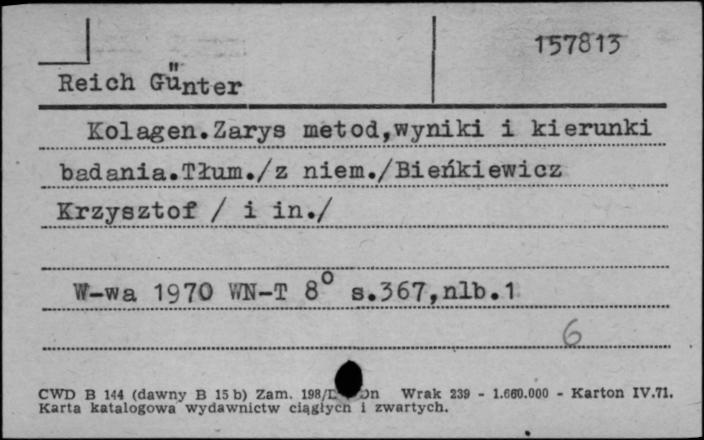 157813
Reich Günter
Kolagen.Zarys metod,wyniki i kierunki
badania.Tłum./z niem./Bieńkiewicz
Krzysztof / i in./
W-wa 1970 WN-T 8° s.367,nlb.1
6
CWD B 144 (dawny B 15 b) Zam. Wrak 239 - 1.660.000 - Karton IV.71.
Karta katalogowa wydawnictw ciągłych i zwartych.